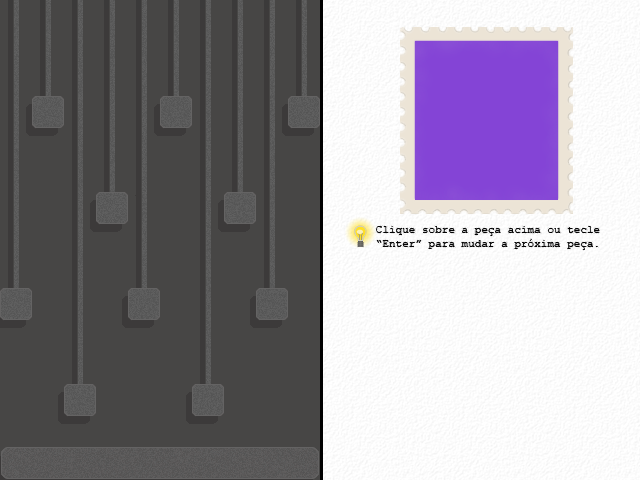 Clique sobre a peça acima ou tecle
“Enter” para mudar a próxima peça.